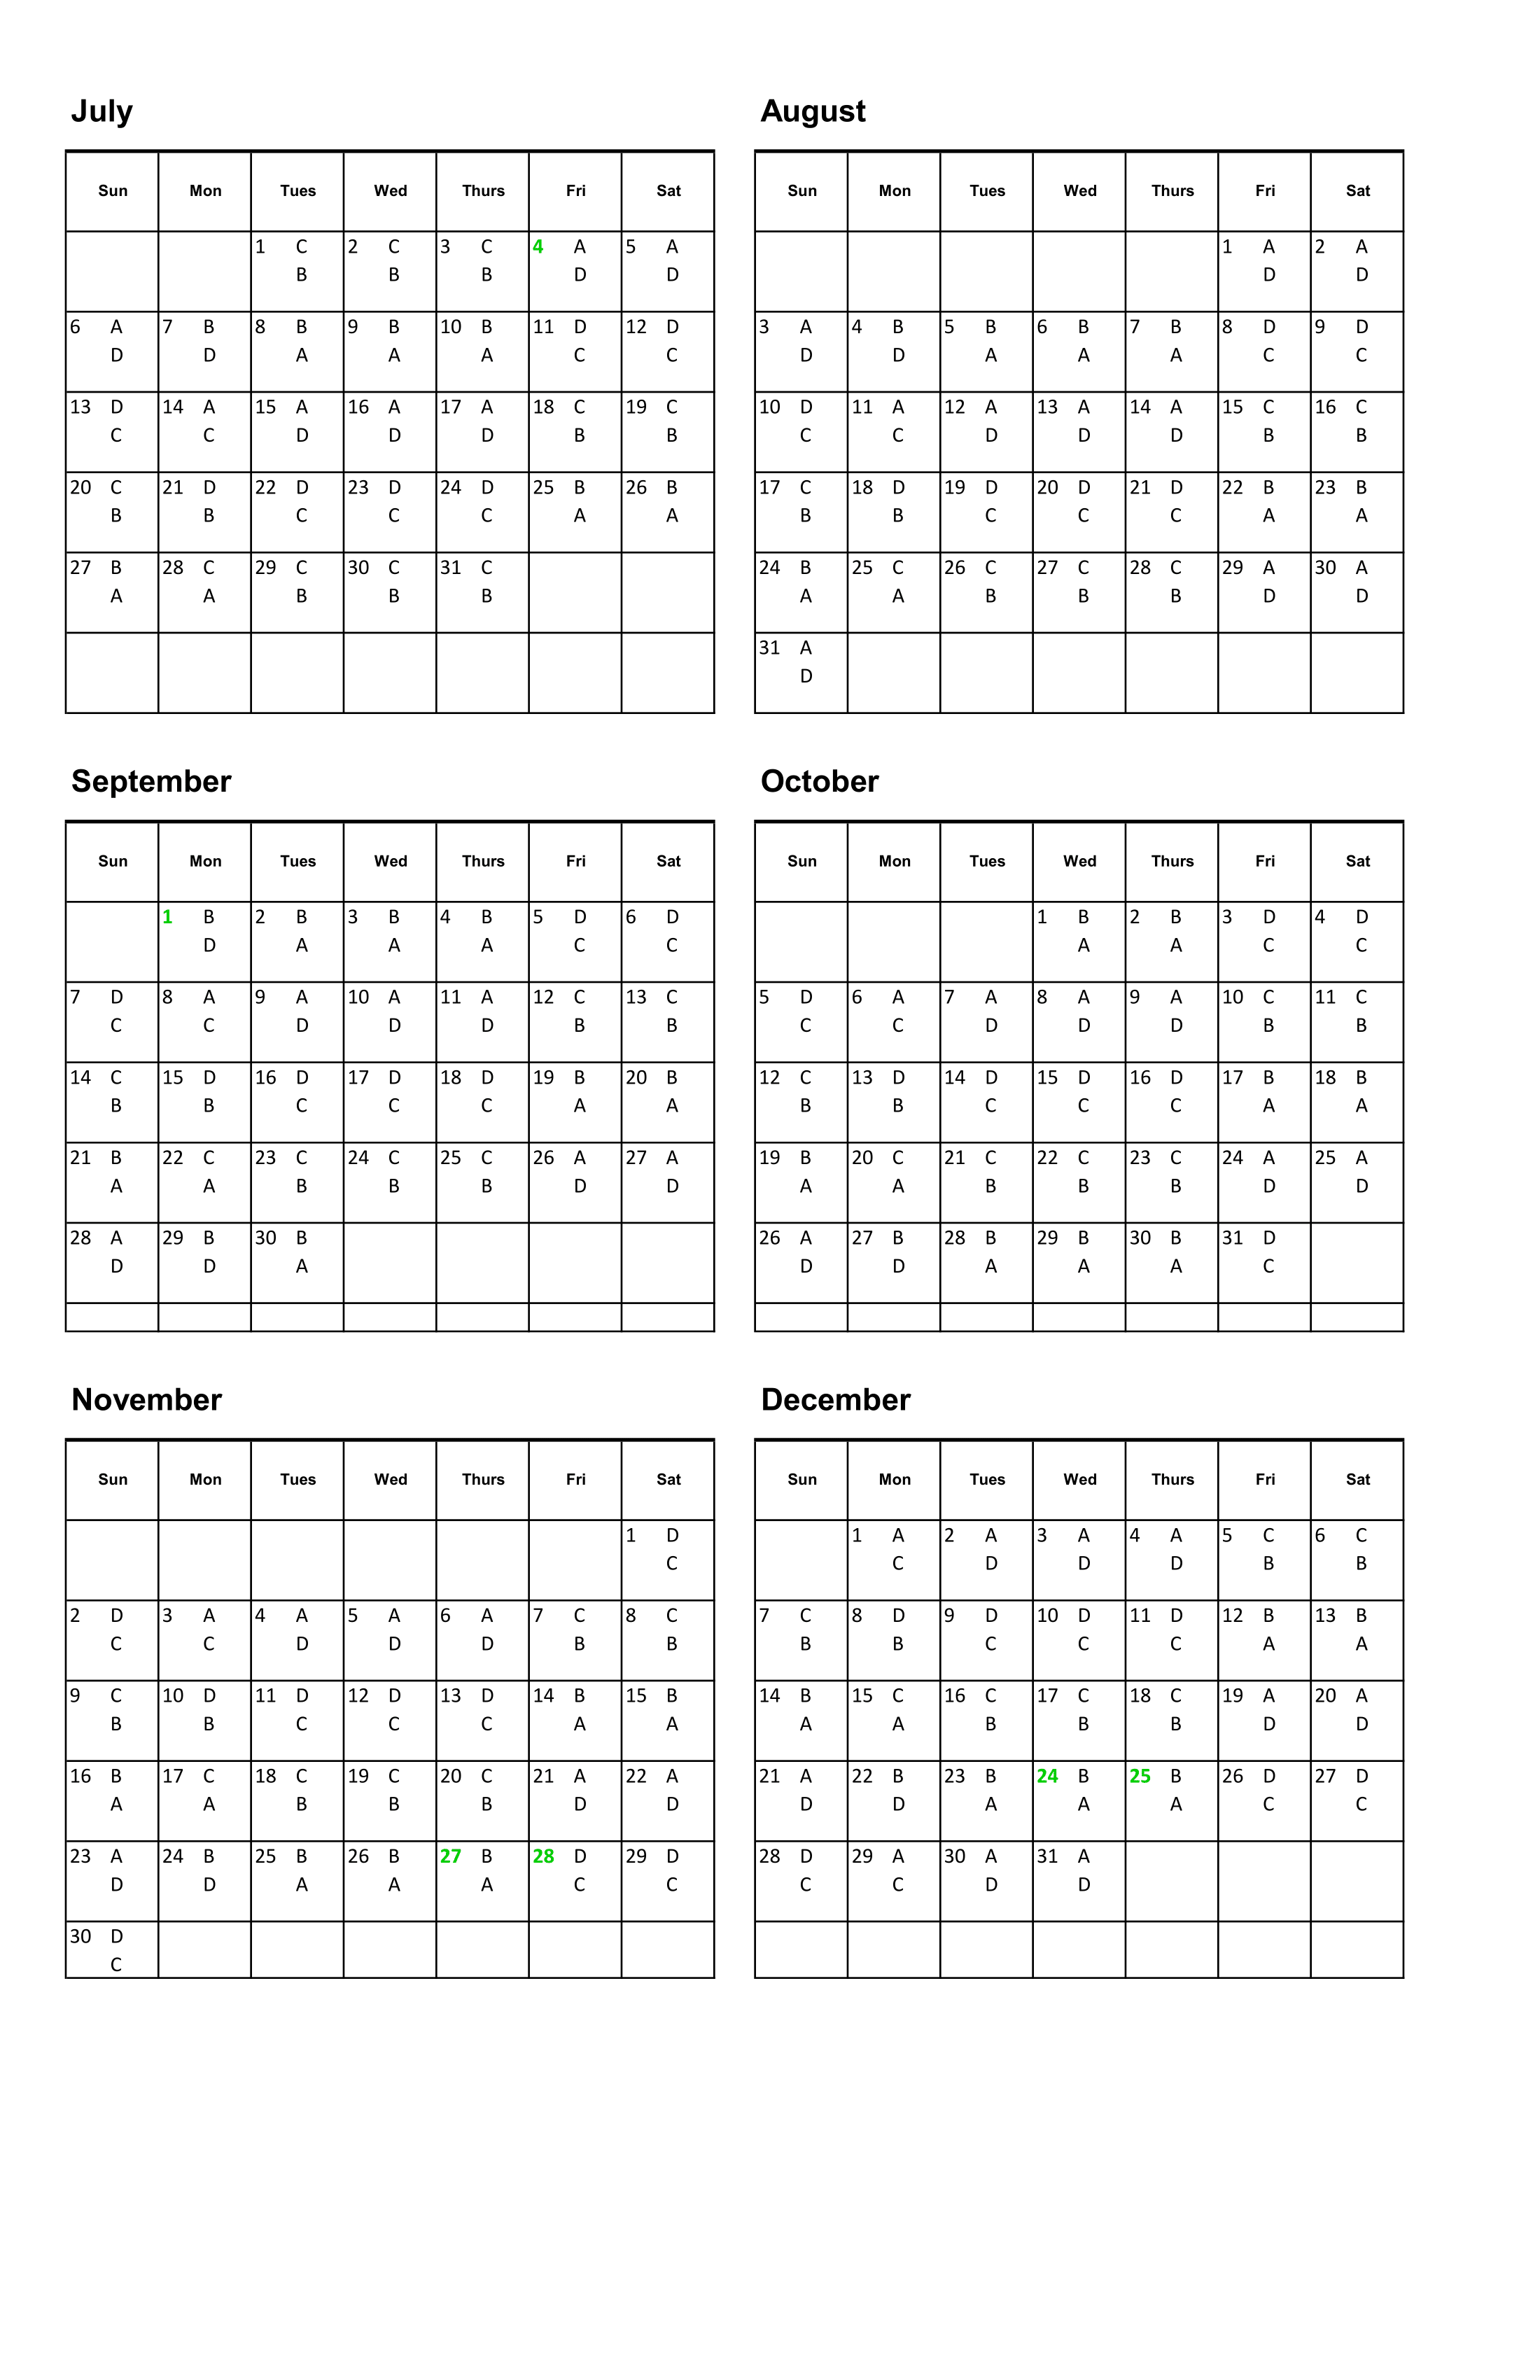 July
Sun Mon Tues Wed Thurs Fri Sat
1 C 2 C 3 C 4 A 5 A
B B B D D
6 A 7 B 8 B 9 B 10 B 11 D 12 D
D D A A A C C
13 D 14 A 15 A 16 A 17 A 18 C 19 C
C C D D D B B
20 C 21 D 22 D 23 D 24 D 25 B 26 B
B B C C C A A
27 B 28 C 29 C 30 C 31 C
A A B B B
August
Sun Mon Tues Wed Thurs Fri Sat
1 A 2 A
D D
3 A 4 B 5 B 6 B 7 B 8 D 9 D
D D A A A C C
10 D 11 A 12 A 13 A 14 A 15 C 16 C
C C D D D B B
17 C 18 D 19 D 20 D 21 D 22 B 23 B
B B C C C A A
24 B 25 C 26 C 27 C 28 C 29 A 30 A
A A B B B D D
31 A
D
September
Sun Mon Tues Wed Thurs Fri Sat
1 B 2 B 3 B 4 B 5 D 6 D
D A A A C C
7 D 8 A 9 A 10 A 11 A 12 C 13 C
C C D D D B B
14 C 15 D 16 D 17 D 18 D 19 B 20 B
B B C C C A A
21 B 22 C 23 C 24 C 25 C 26 A 27 A
A A B B B D D
28 A 29 B 30 B
D D A
October
Sun Mon Tues Wed Thurs Fri Sat
1 B 2 B 3 D 4 D
A A C C
5 D 6 A 7 A 8 A 9 A 10 C 11 C
C C D D D B B
12 C 13 D 14 D 15 D 16 D 17 B 18 B
B B C C C A A
19 B 20 C 21 C 22 C 23 C 24 A 25 A
A A B B B D D
26 A 27 B 28 B 29 B 30 B 31 D
D D A A A C
November
Sun Mon Tues Wed Thurs Fri Sat
1 D
C
2 D 3 A 4 A 5 A 6 A 7 C 8 C
C C D D D B B
9 C 10 D 11 D 12 D 13 D 14 B 15 B
B B C C C A A
16 B 17 C 18 C 19 C 20 C 21 A 22 A
A A B B B D D
23 A 24 B 25 B 26 B 27 B 28 D 29 D
D D A A A C C
30 D
C
December
Sun Mon Tues Wed Thurs Fri Sat
1 A 2 A 3 A 4 A 5 C 6 C
C D D D B B
7 C 8 D 9 D 10 D 11 D 12 B 13 B
B B C C C A A
14 B 15 C 16 C 17 C 18 C 19 A 20 A
A A B B B D D
21 A 22 B 23 B 24 B 25 B 26 D 27 D
D D A A A C C
28 D 29 A 30 A 31 A
C C D D